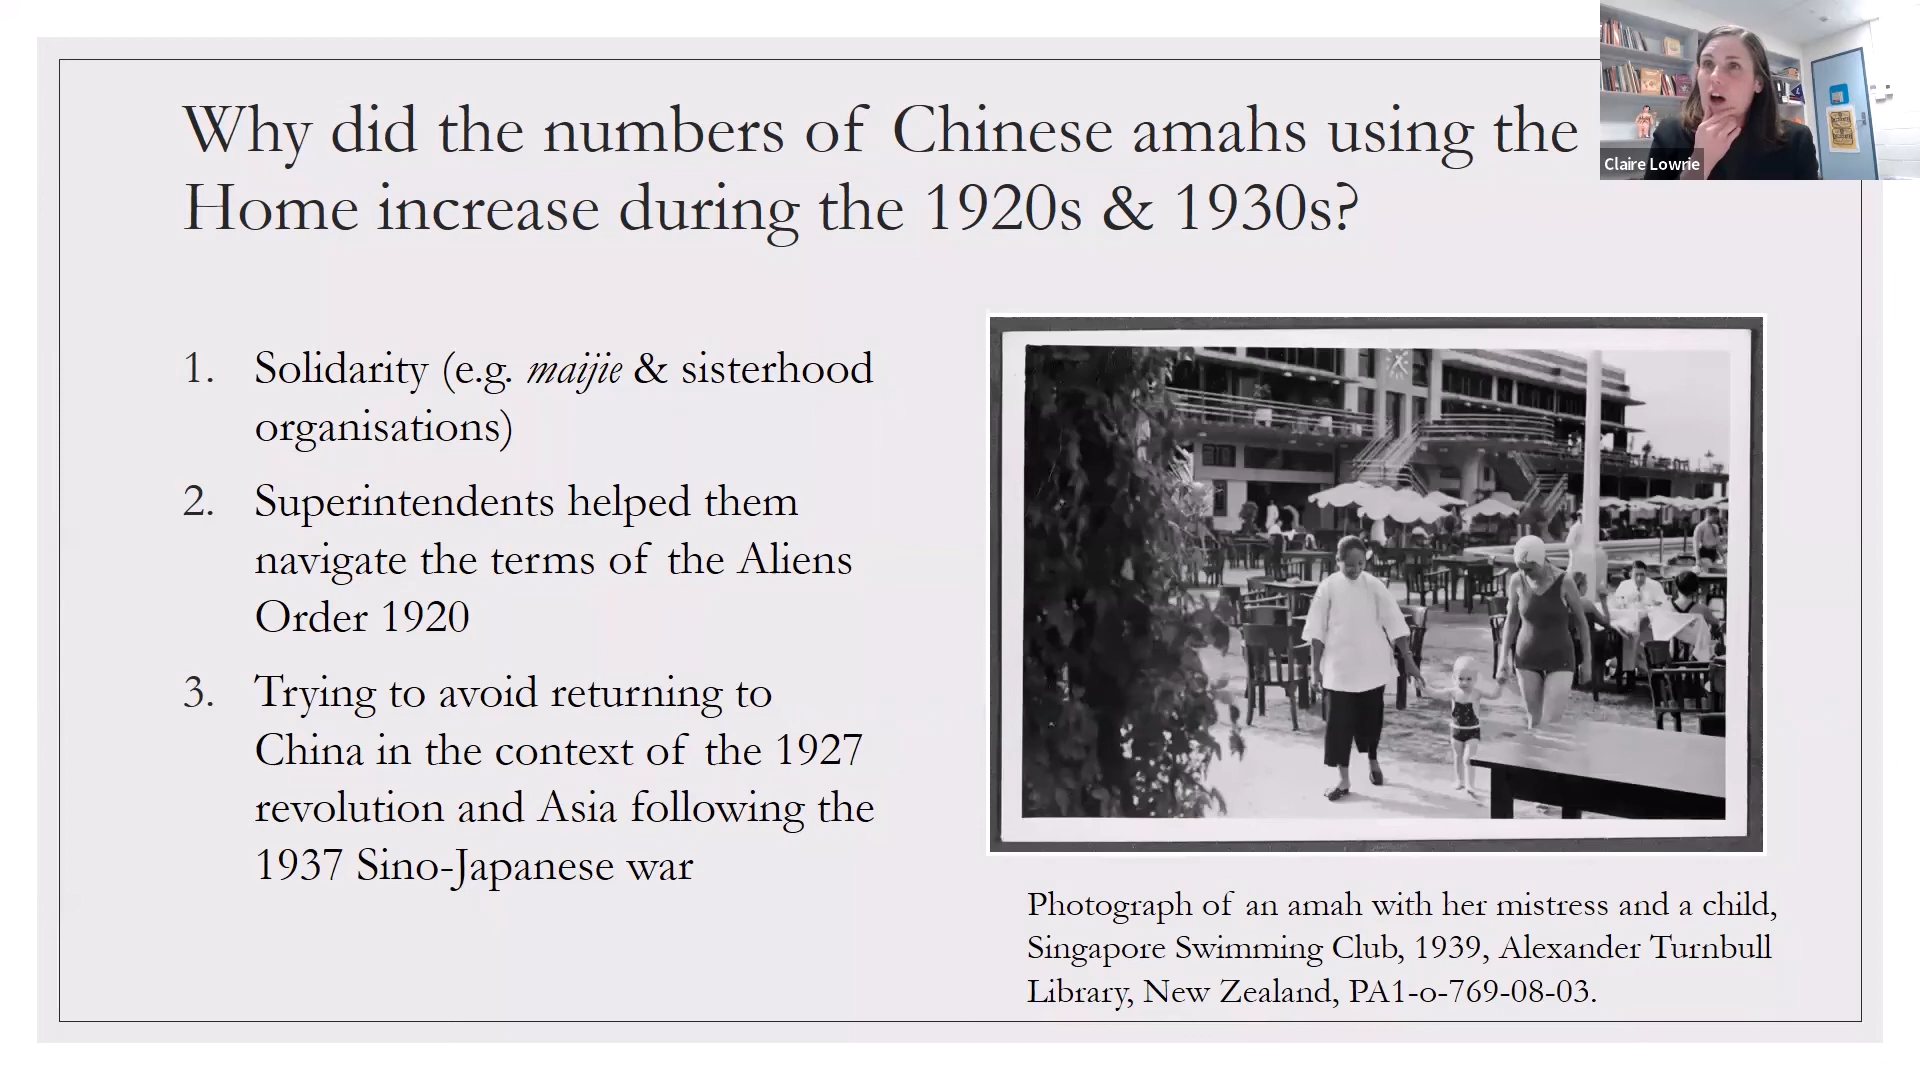 Why did the numbers of Chinese amahs using the
Home increase during the 1920s & 1930s?
Claire Lowrie
1. Solidarity (e.g. maijie & sisterhood
organisations)
2. Superintendents helped them
navigate the terms of the Aliens
Order 1920
3. Trying to avoid returning to
China in the context of the 1927
revolution and Asia following the
1937 Sino-Japanese war
Photograph of an amah with her mistress and a child,
Singapore Swimming Club, 1939, Alexander Turnbull
Library, New Zealand, PA1-o-769-08-03.